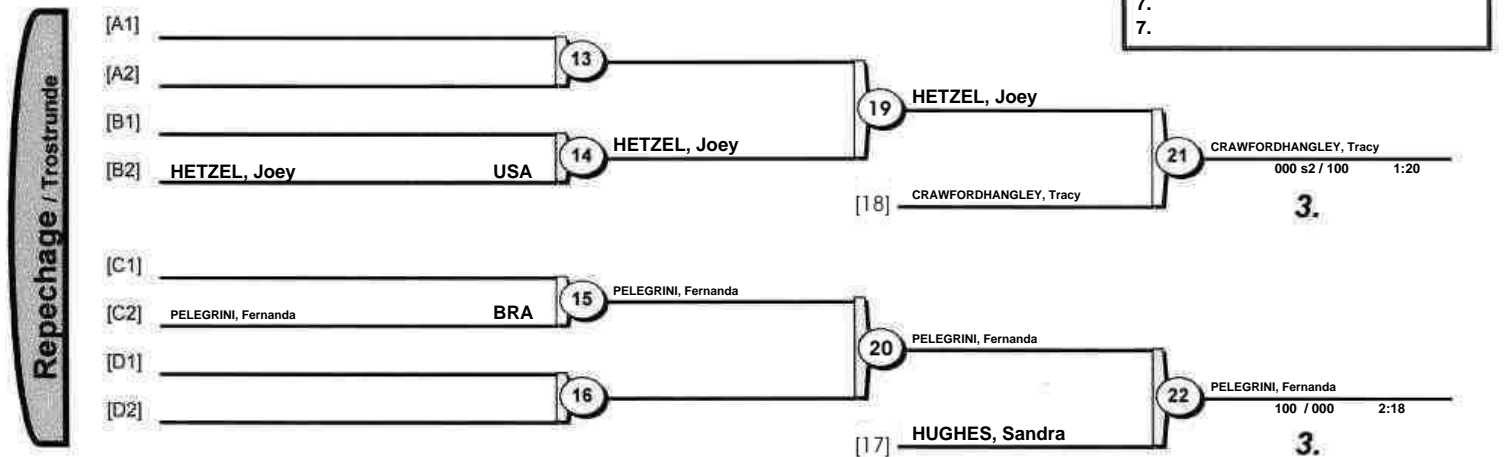 7.
7.
Repechage / Trostrunde
[A1]
[A2]
13
[B1]
[B2] HETZEL, Joey USA
14
HETZEL, Joey
19
HETZEL, Joey
[18] CRAWFORDHANGLEY, Tracy
21
CRAWFORDHANGLEY, Tracy
000 s2 / 100 1:20
3.
[C1]
[C2] PELEGRINI, Fernanda BRA
15
PELEGRINI, Fernanda
[D1]
[D2]
16
20
PELEGRINI, Fernanda
[17] HUGHES, Sandra
22
PELEGRINI, Fernanda
100 / 000 2:18
3.